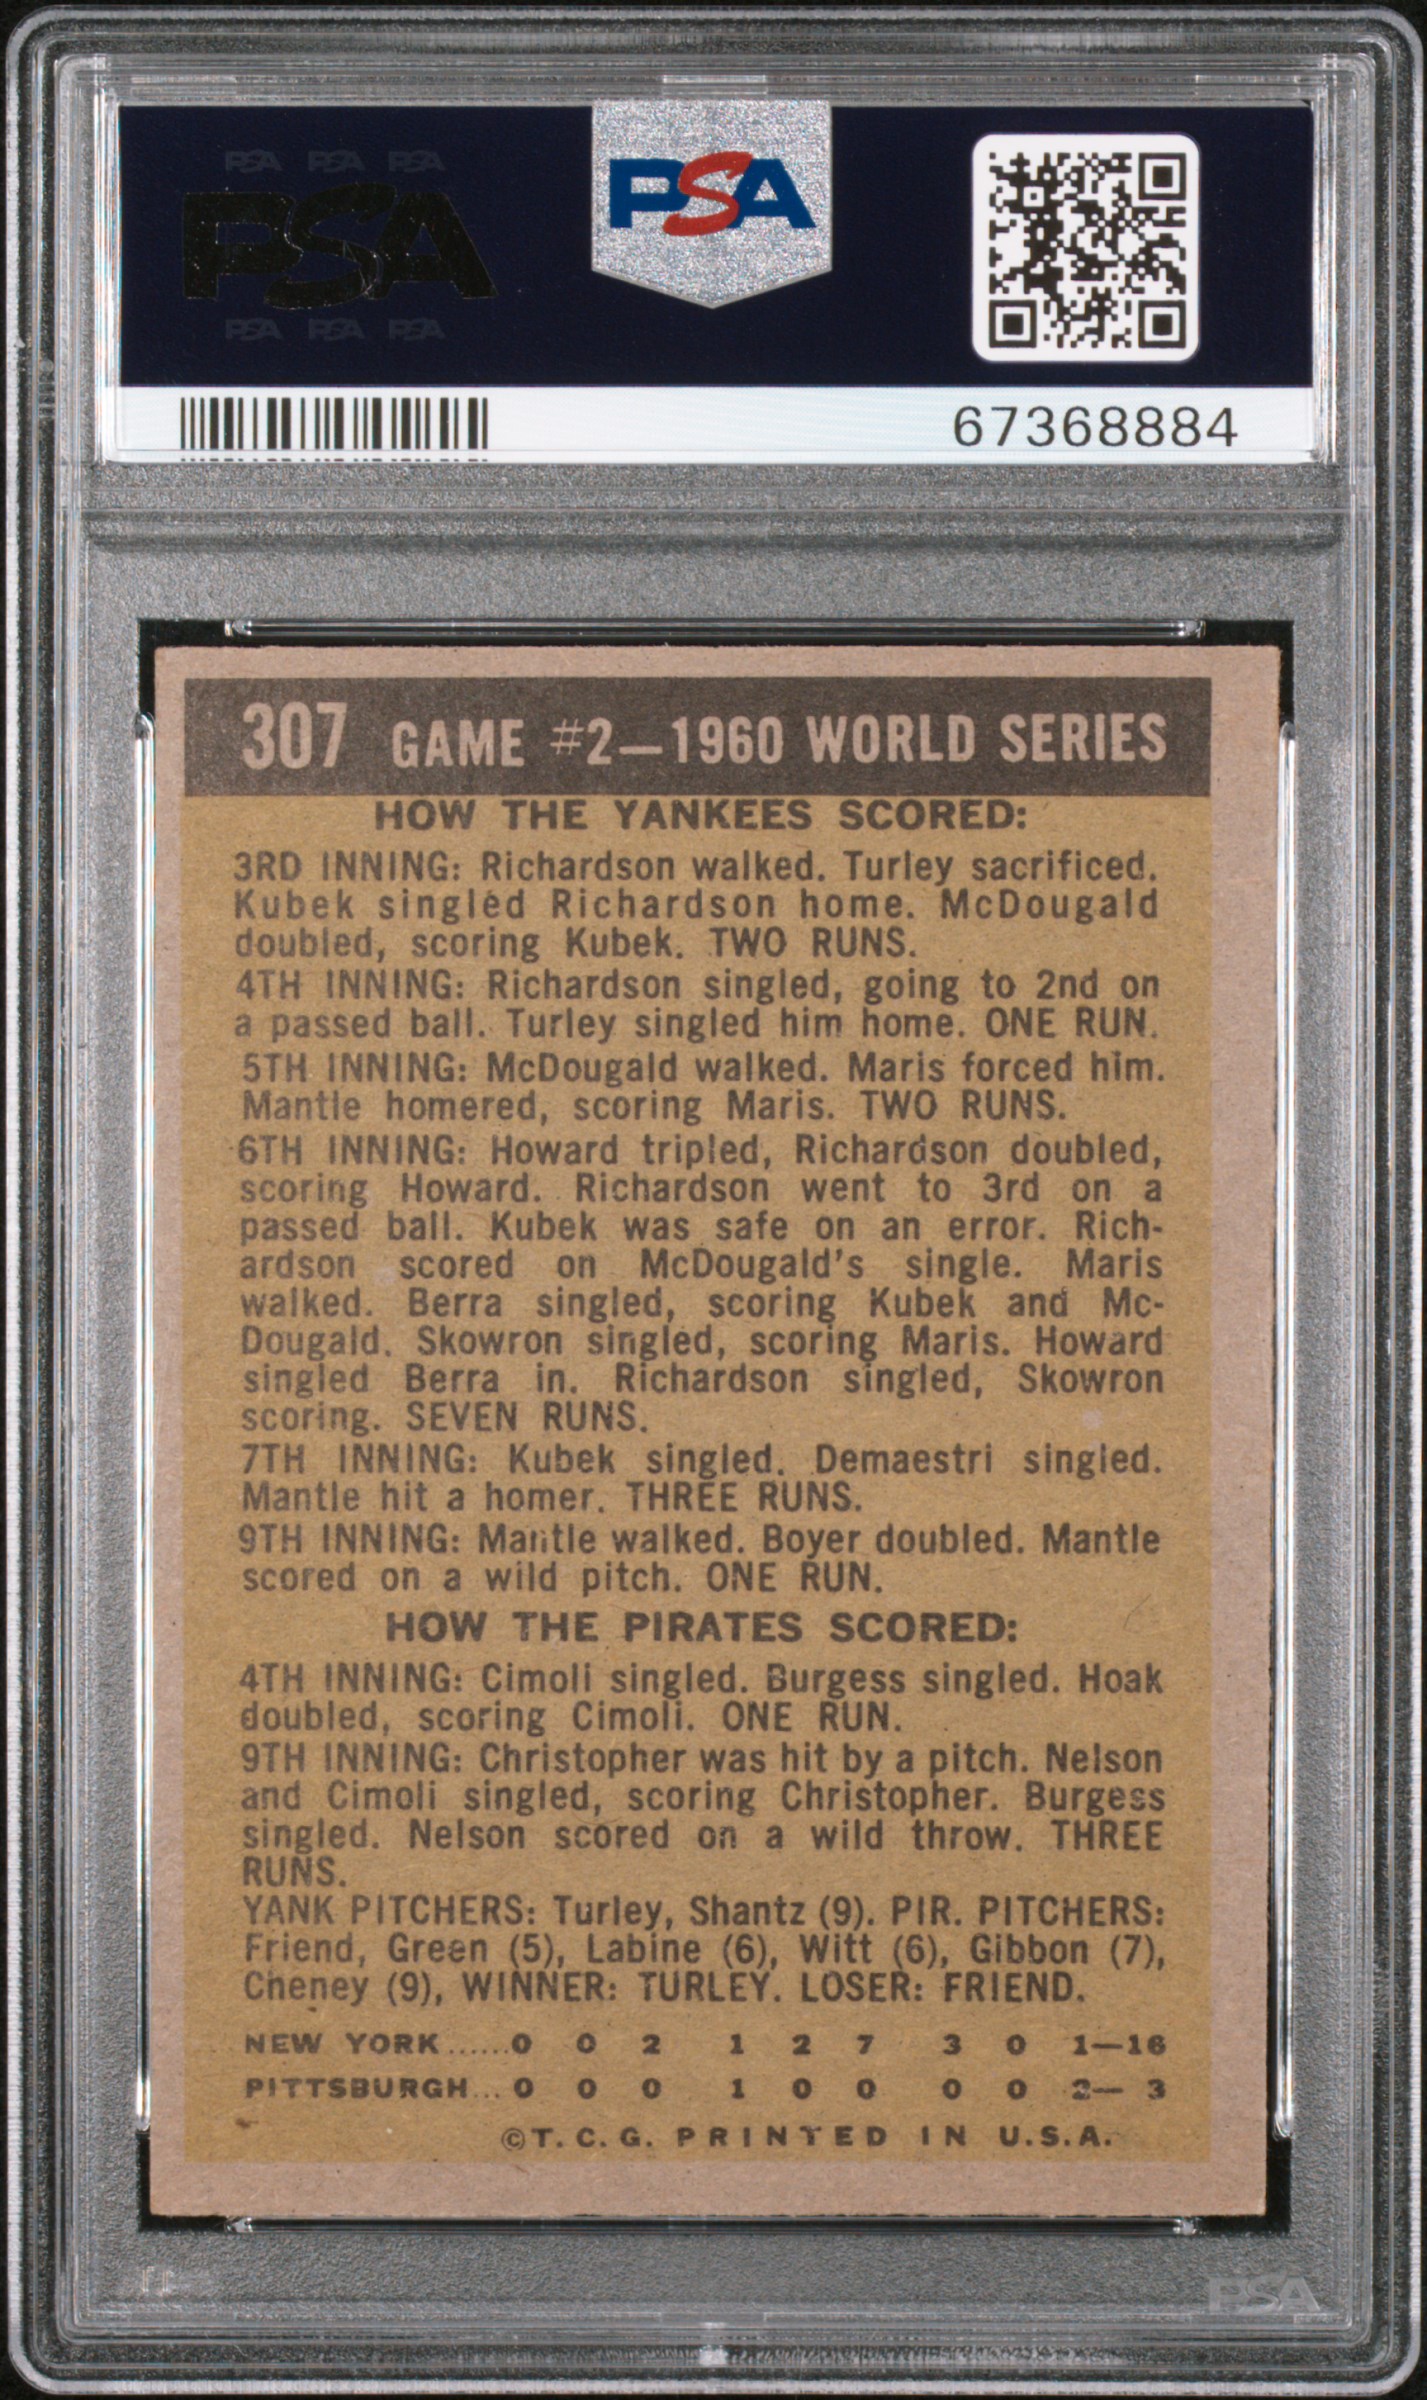 PSA PSA PSA
PSA
PSA PSA PSA
PSA
67368884
307 GAME #2—1960 WORLD SERIES
HOW THE YANKEES SCORED:
3RD INNING: Richardson walked. Turley sacrificed.
Kubek singled Richardson home. McDougald
doubled, scoring Kubek. TWO RUNS.
4TH INNING: Richardson singled, going to 2nd on
a passed ball. Turley singled him home. ONE RUN.
5TH INNING: McDougald walked. Maris forced him.
Mantle homered, scoring Maris. TWO RUNS.
6TH INNING: Howard tripled, Richardson doubled,
scoring Howard. Richardson went to 3rd on a
passed ball. Kubek was safe on an error. Rich-
ardson scored on McDougald's single. Maris
walked. Berra singled, scoring Kubek and Mc-
Dougald. Skowron singled, scoring Maris. Howard
singled Berra in. Richardson singled, Skowron
scoring. SEVEN RUNS.
7TH INNING: Kubek singled. Demaestri singled.
Mantle hit a homer. THREE RUNS.
9TH INNING: Mantle walked. Boyer doubled. Mantle
scored on a wild pitch. ONE RUN.
HOW THE PIRATES SCORED:
4TH INNING: Cimoli singled. Burgess singled. Hoak
doubled, scoring Cimoli. ONE RUN.
9TH INNING: Christopher was hit by a pitch. Nelson
and Cimoli singled, scoring Christopher. Burgess
singled. Nelson scored on a wild throw. THREE
RUNS.
YANK PITCHERS: Turley, Shantz (9). PIR. PITCHERS:
Friend, Green (5), Labine (6), Witt (6), Gibbon (7),
Cheney (9), WINNER: TURLEY. LOSER: FRIEND.
NEW YORK......0 0 2 1 2 7 3 0 1—16
PITTSBURGH...0 0 0 1 0 0 0 0 2— 3
©T.C.G. PRINTED IN U.S.A.
PSA